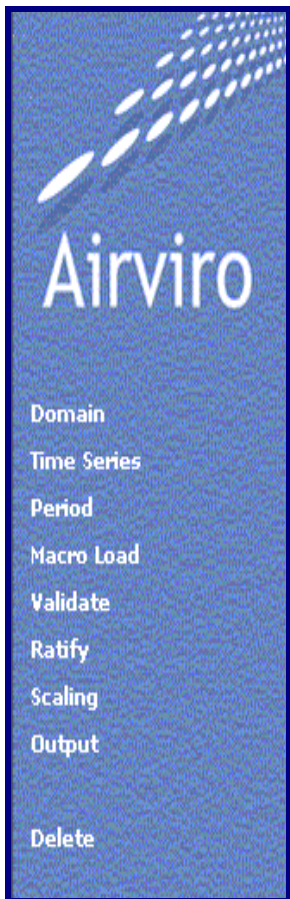 Airviro
Domain
Time Series
Period
Macro Load
Validate
Ratify
Scaling
Output
Delete